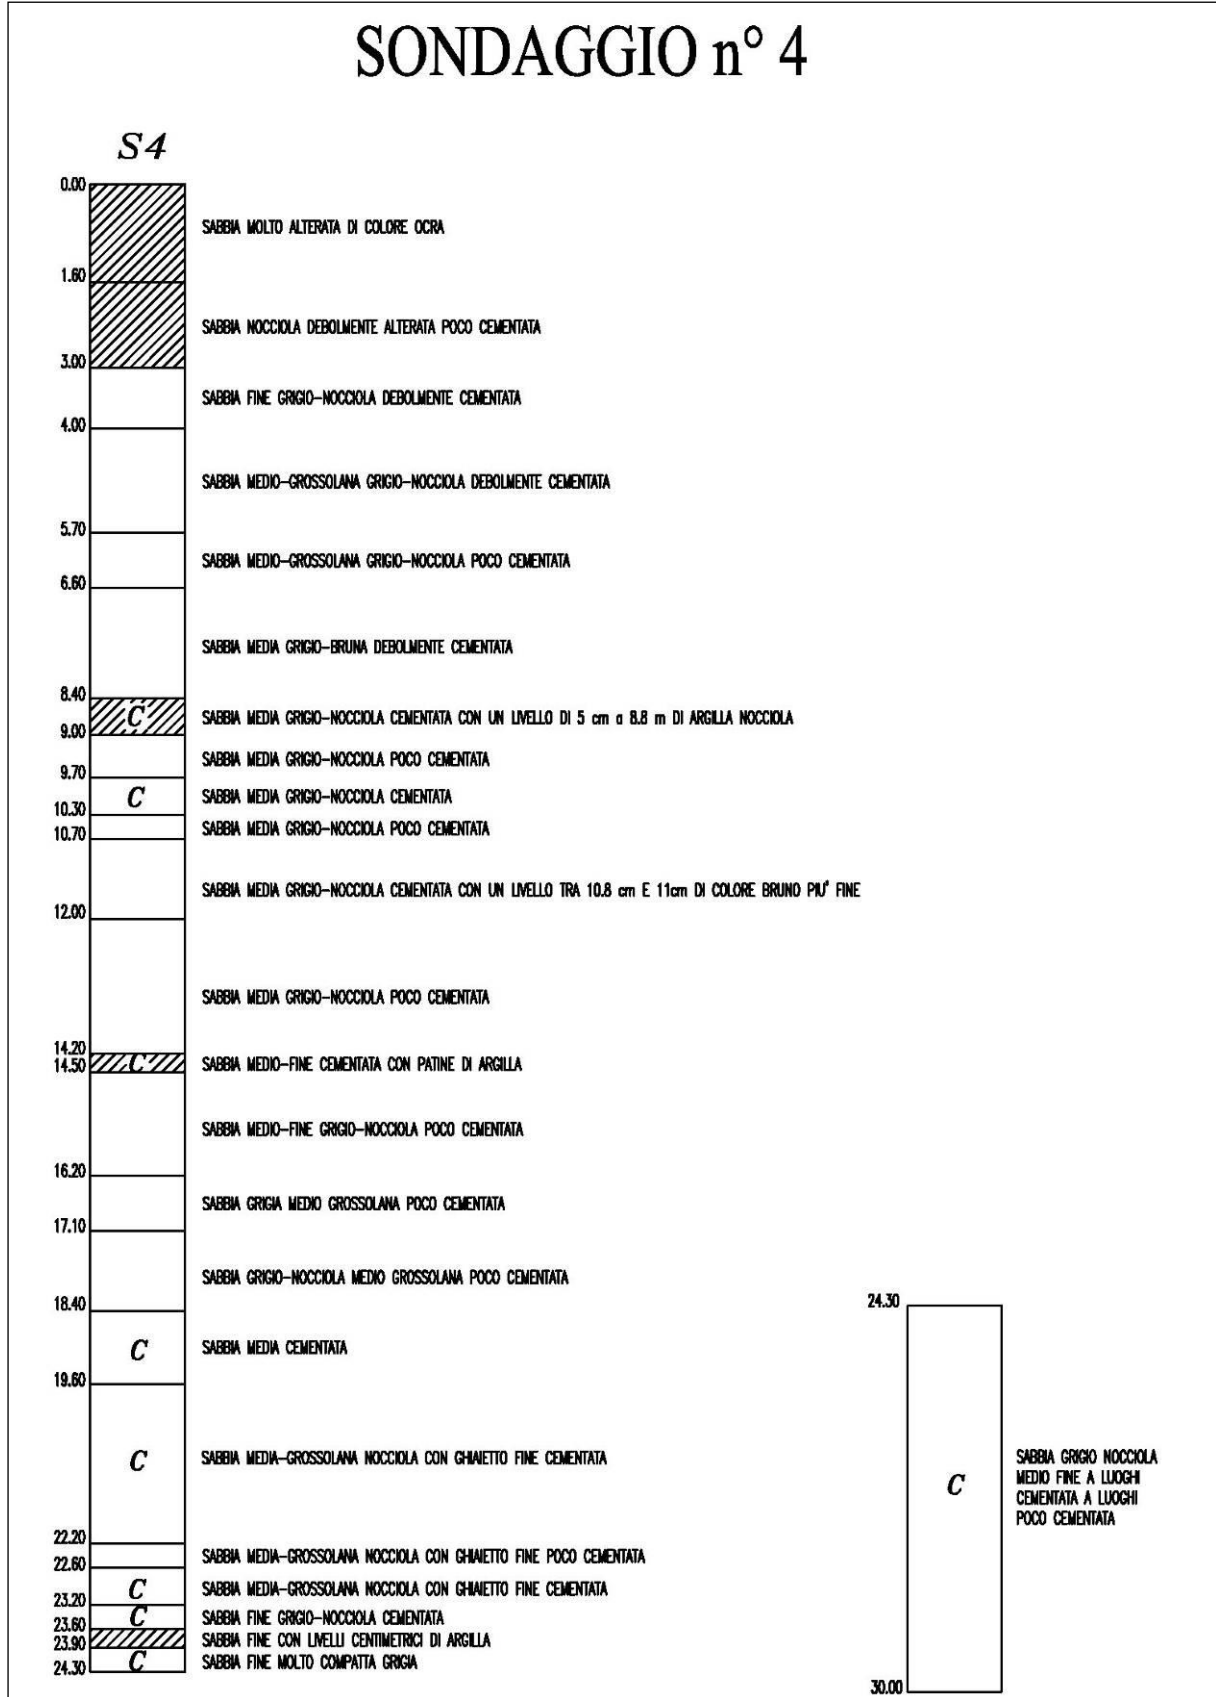 SONDAGGIO n° 4
S4
0.00
SABBIA MOLTO ALTERATA DI COLORE OCRA
1.60
SABBIA NOCCIOLA DEBOLMENTE ALTERATA POCO CEMENTATA
3.00
SABBIA FINE GRIGIO-NOCCIOLA DEBOLMENTE CEMENTATA
4.00
SABBIA MEDIO-GROSSOLANA GRIGIO-NOCCIOLA DEBOLMENTE CEMENTATA
5.70
SABBIA MEDIO-GROSSOLANA GRIGIO-NOCCIOLA POCO CEMENTATA
6.60
SABBIA MEDIA GRIGIO-BRUNA DEBOLMENTE CEMENTATA
8.40
C SABBIA MEDIA GRIGIO-NOCCIOLA CEMENTATA CON UN LIVELLO DI 5 cm a 8.8 m DI ARGILLA NOCCIOLA
9.00
SABBIA MEDIA GRIGIO-NOCCIOLA POCO CEMENTATA
9.70
C SABBIA MEDIA GRIGIO-NOCCIOLA CEMENTATA
10.30
SABBIA MEDIA GRIGIO-NOCCIOLA POCO CEMENTATA
10.70
SABBIA MEDIA GRIGIO-NOCCIOLA CEMENTATA CON UN LIVELLO TRA 10.8 cm E 11cm DI COLORE BRUNO PIU' FINE
12.00
SABBIA MEDIA GRIGIO-NOCCIOLA POCO CEMENTATA
14.20
C SABBIA MEDIO-FINE CEMENTATA CON PATINE DI ARGILLA
14.50
SABBIA MEDIO-FINE GRIGIO-NOCCIOLA POCO CEMENTATA
16.20
SABBIA GRIGIA MEDIO GROSSOLANA POCO CEMENTATA
17.10
SABBIA GRIGIO-NOCCIOLA MEDIO GROSSOLANA POCO CEMENTATA
18.40
C SABBIA MEDIA CEMENTATA
19.60
C SABBIA MEDIA-GROSSOLANA NOCCIOLA CON GHIAIETTO FINE CEMENTATA
22.20
SABBIA MEDIA-GROSSOLANA NOCCIOLA CON GHIAIETTO FINE POCO CEMENTATA
22.60
C SABBIA MEDIA-GROSSOLANA NOCCIOLA CON GHIAIETTO FINE CEMENTATA
23.20
C SABBIA FINE GRIGIO-NOCCIOLA CEMENTATA
23.60
SABBIA FINE CON LIVELLI CENTIMETRICI DI ARGILLA
23.90
C SABBIA FINE MOLTO COMPATTA GRIGIA
24.30
24.30
C
SABBIA GRIGIO NOCCIOLA
MEDIO FINE A LUOGHI
CEMENTATA A LUOGHI
POCO CEMENTATA
30.00